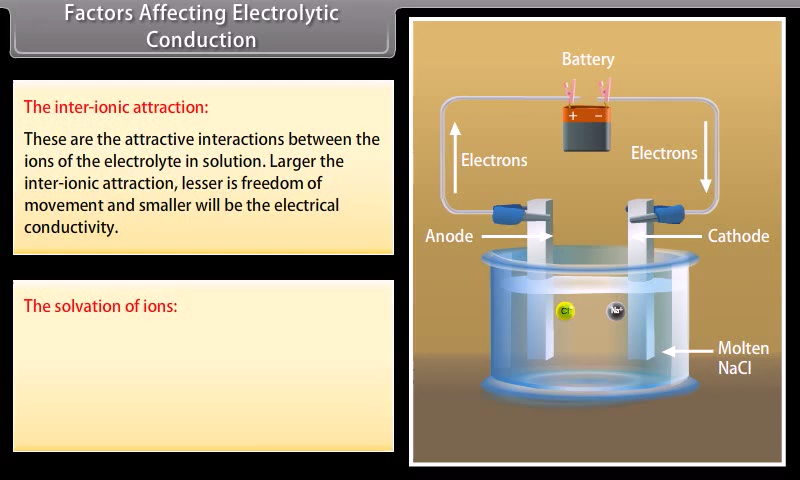 Factors Affecting Electrolytic
Conduction
The inter-ionic attraction:
These are the attractive interactions between the
ions of the electrolyte in solution. Larger the
inter-ionic attraction, lesser is freedom of
movement and smaller will be the electrical
conductivity.
The solvation of ions:
Battery
+ −
Electrons
Electrons
Anode
Cathode
Cl-
Na+
Molten
NaCl